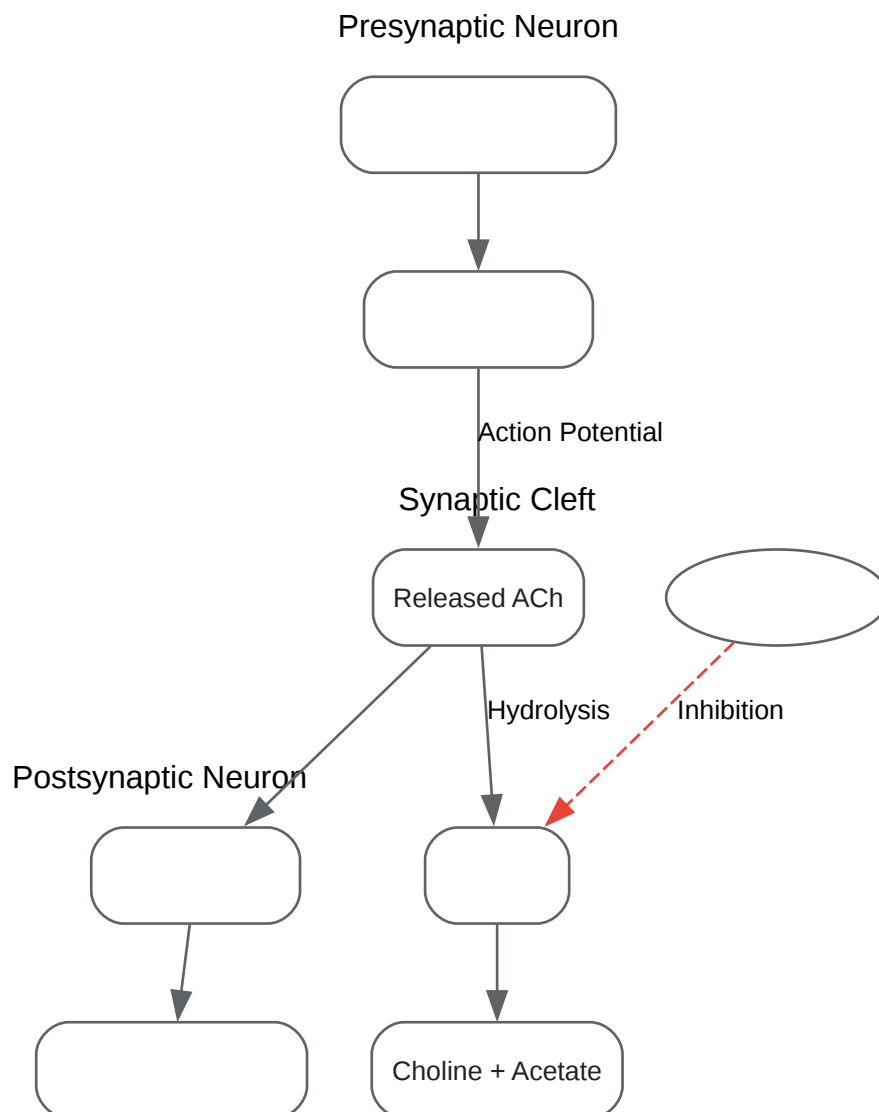 Presynaptic Neuron
Action Potential
Synaptic Cleft
Released ACh
Hydrolysis
Inhibition
Postsynaptic Neuron
Choline + Acetate